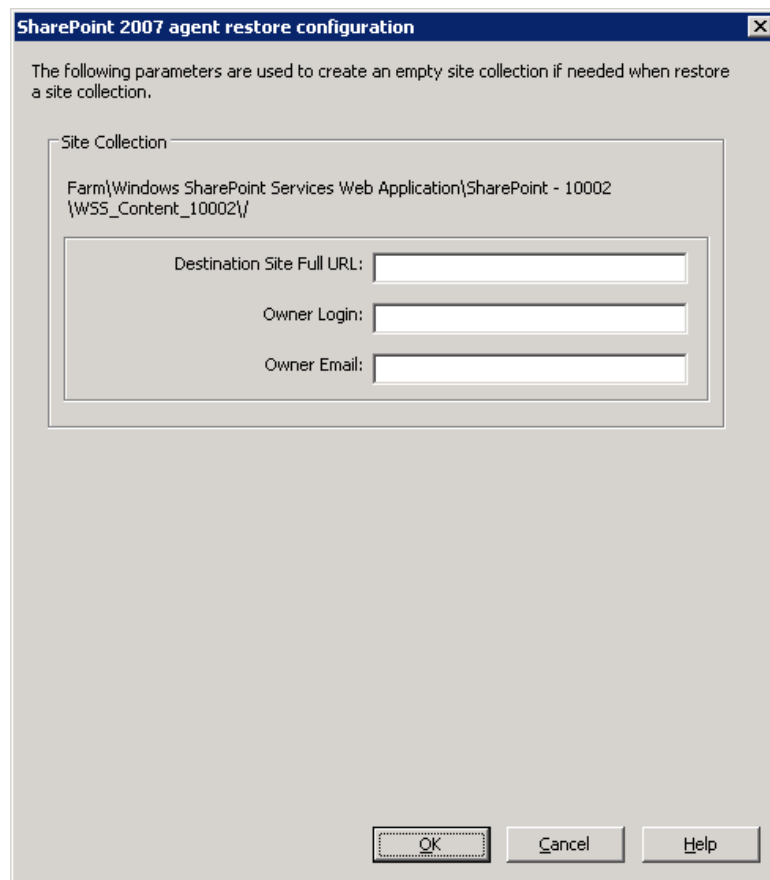 SharePoint 2007 agent restore configuration
The following parameters are used to create an empty site collection if needed when restore
a site collection.
Site Collection
Farm\Windows SharePoint Services Web Application\SharePoint - 10002
\WSS_Content_10002\/
Destination Site Full URL:
Owner Login:
Owner Email:
OK
Cancel
Help